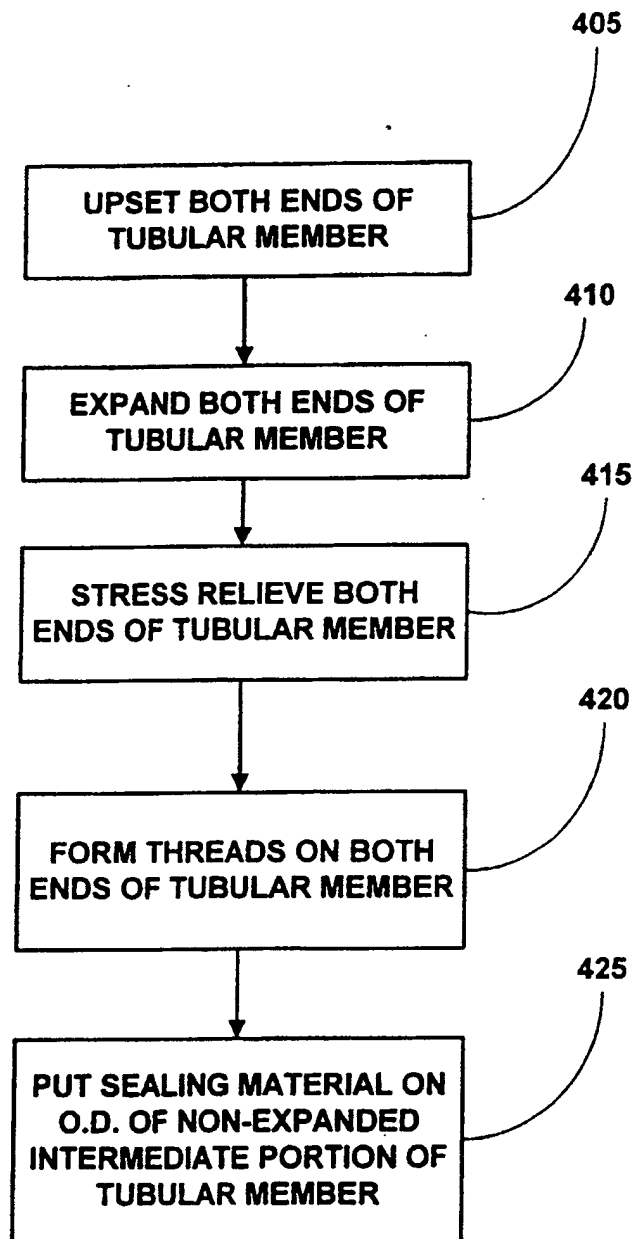 405
UPSET BOTH ENDS OF
TUBULAR MEMBER
410
EXPAND BOTH ENDS OF
TUBULAR MEMBER
415
STRESS RELIEVE BOTH
ENDS OF TUBULAR MEMBER
420
FORM THREADS ON BOTH
ENDS OF TUBULAR MEMBER
425
PUT SEALING MATERIAL ON
O.D. OF NON-EXPANDED
INTERMEDIATE PORTION OF
TUBULAR MEMBER